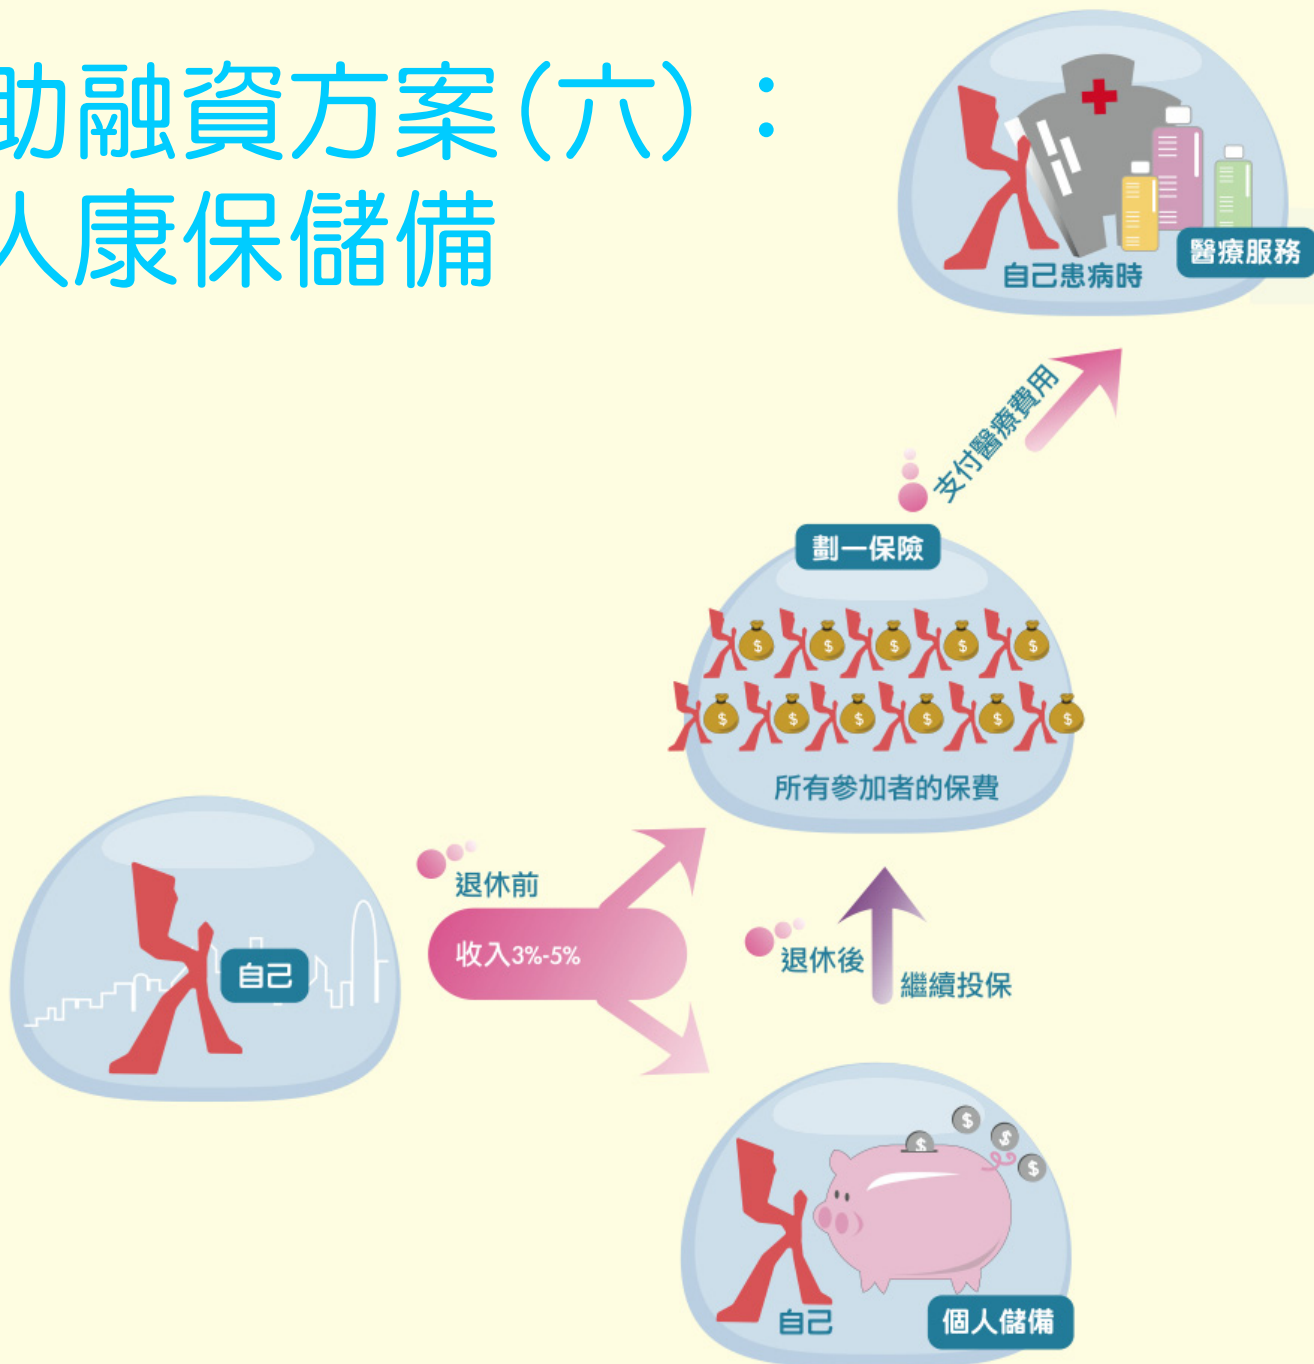 助融資方案(六)：
人康保儲備
自己患病時
醫療服務
支付醫療費用
劃一保險
$ $ $ $ $
$ $ $ $ $ $
所有參加者的保費
退休前
收入3%-5%
自己
退休後
繼續投保
$ $ $ $
自己
個人儲備